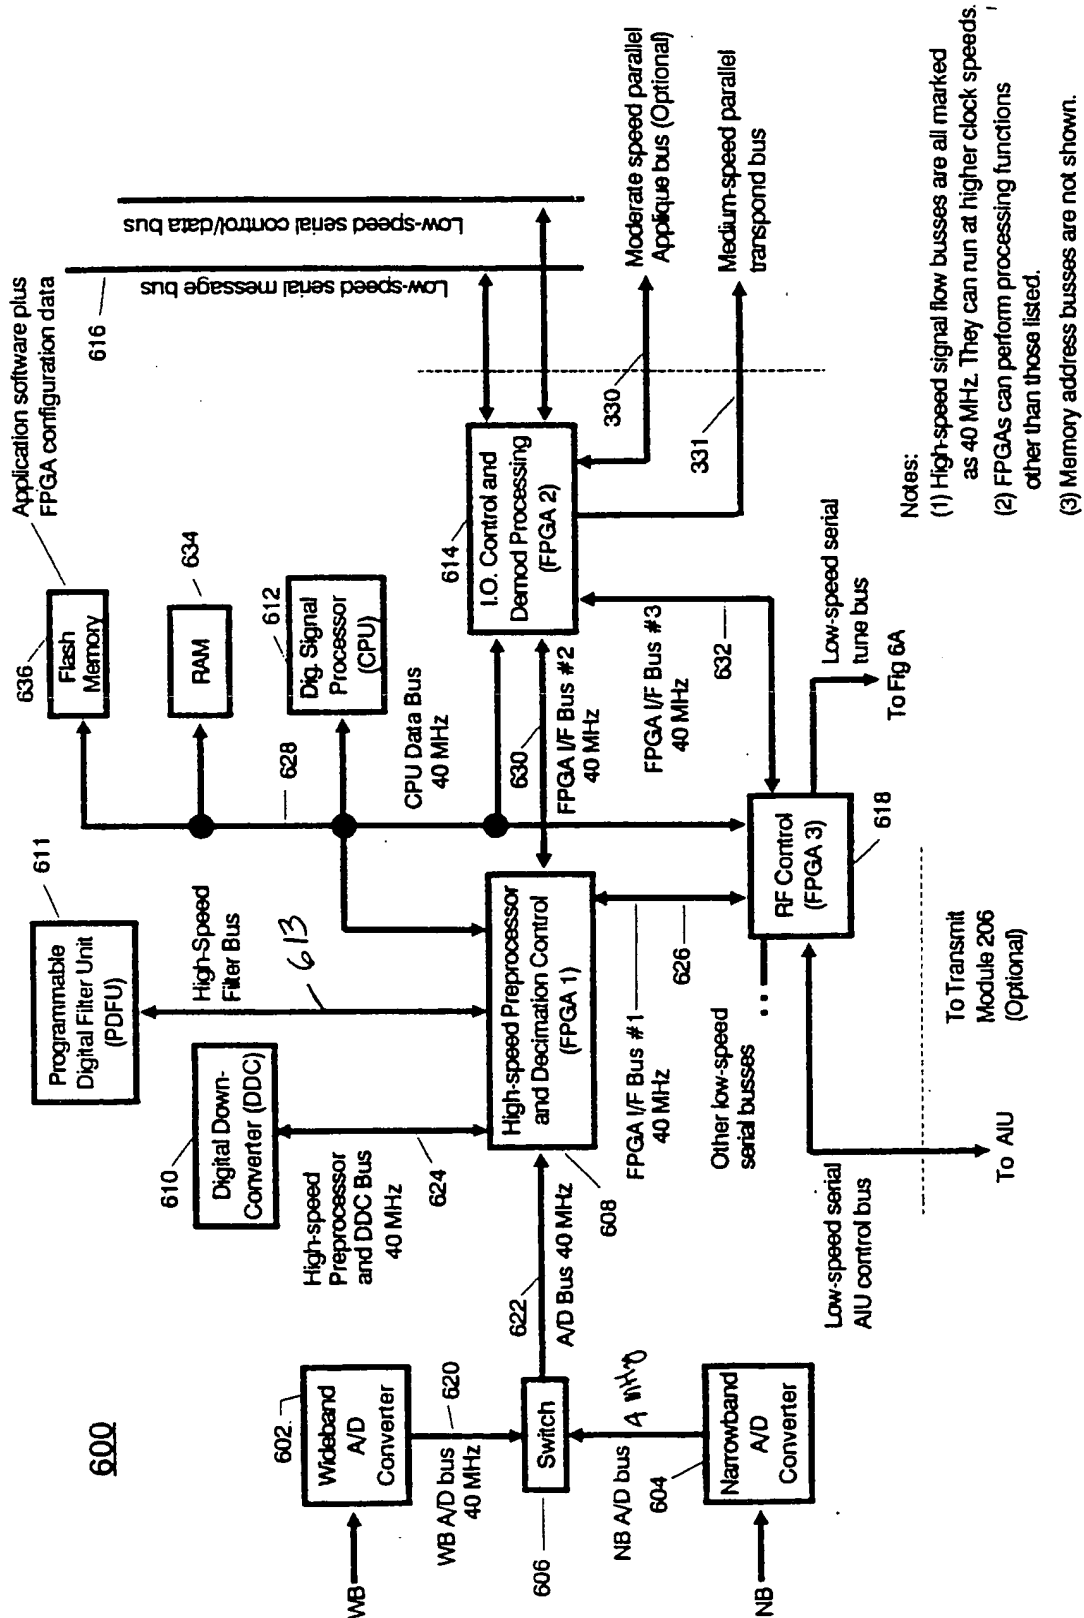 600
WB
602
Wideband
A/D
Converter
620
WB A/D bus
40 MHz
606
Switch
NB A/D bus
604
Narrowband
A/D
Converter
NB
622
A/D Bus 40 MHz
608
High-speed Preprocessor
and Decimation Control
(FPGA 1)
610
Digital Down-
Converter (DDC)
High-speed
Preprocessor
and DDC Bus
40 MHz
624
611
Programmable
Digital Filter Unit
(PDFU)
High-Speed
Filter Bus
613
636
Flash
Memory
Application software plus
FPGA configuration data
RAM
634
612
Dig. Signal
Processor
(CPU)
628
CPU Data Bus
40 MHz
630
FPGA I/F Bus #2
40 MHz
FPGA I/F Bus #3
40 MHz
632
FPGA I/F Bus #1
40 MHz
626
614
I.O. Control and
Demod Processing
(FPGA 2)
616
Low-speed serial message bus
Low-speed serial control/data bus
330
Moderate speed parallel
Applique bus (Optional)
331
Medium-speed parallel
transpond bus
RF Control
(FPGA 3)
618
Low-speed serial
tune bus
To Fig 6A
Other low-speed
serial busses
...
Low-speed serial
AIU control bus
To AIU
To Transmit
Module 206
(Optional)
Notes:
(1) High-speed signal flow busses are all marked
as 40 MHz. They can run at higher clock speeds.
(2) FPGAs can perform processing functions
other than those listed.
(3) Memory address busses are not shown.